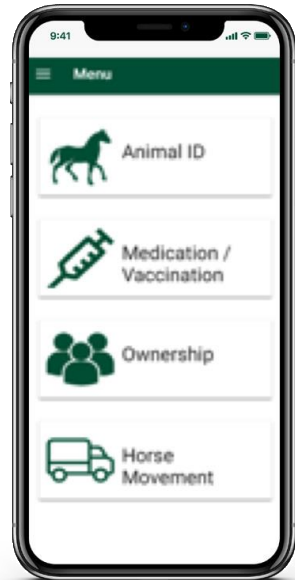 9:41
Menu
Animal ID
Medication /
Vaccination
Ownership
Horse
Movement